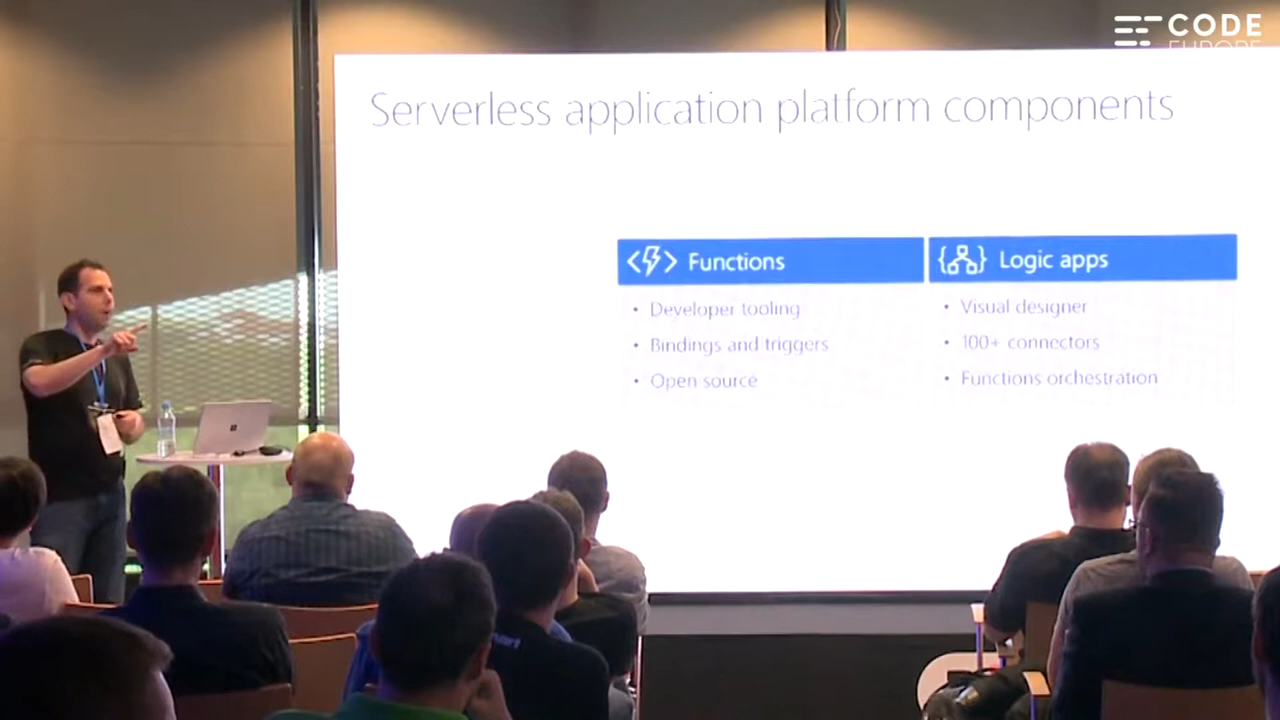 CODE
EUROPE
Serverless application platform components
Functions
Logic apps
• Developer tooling
• Bindings and triggers
• Open source
• Visual designer
• 100+ connectors
• Functions orchestration